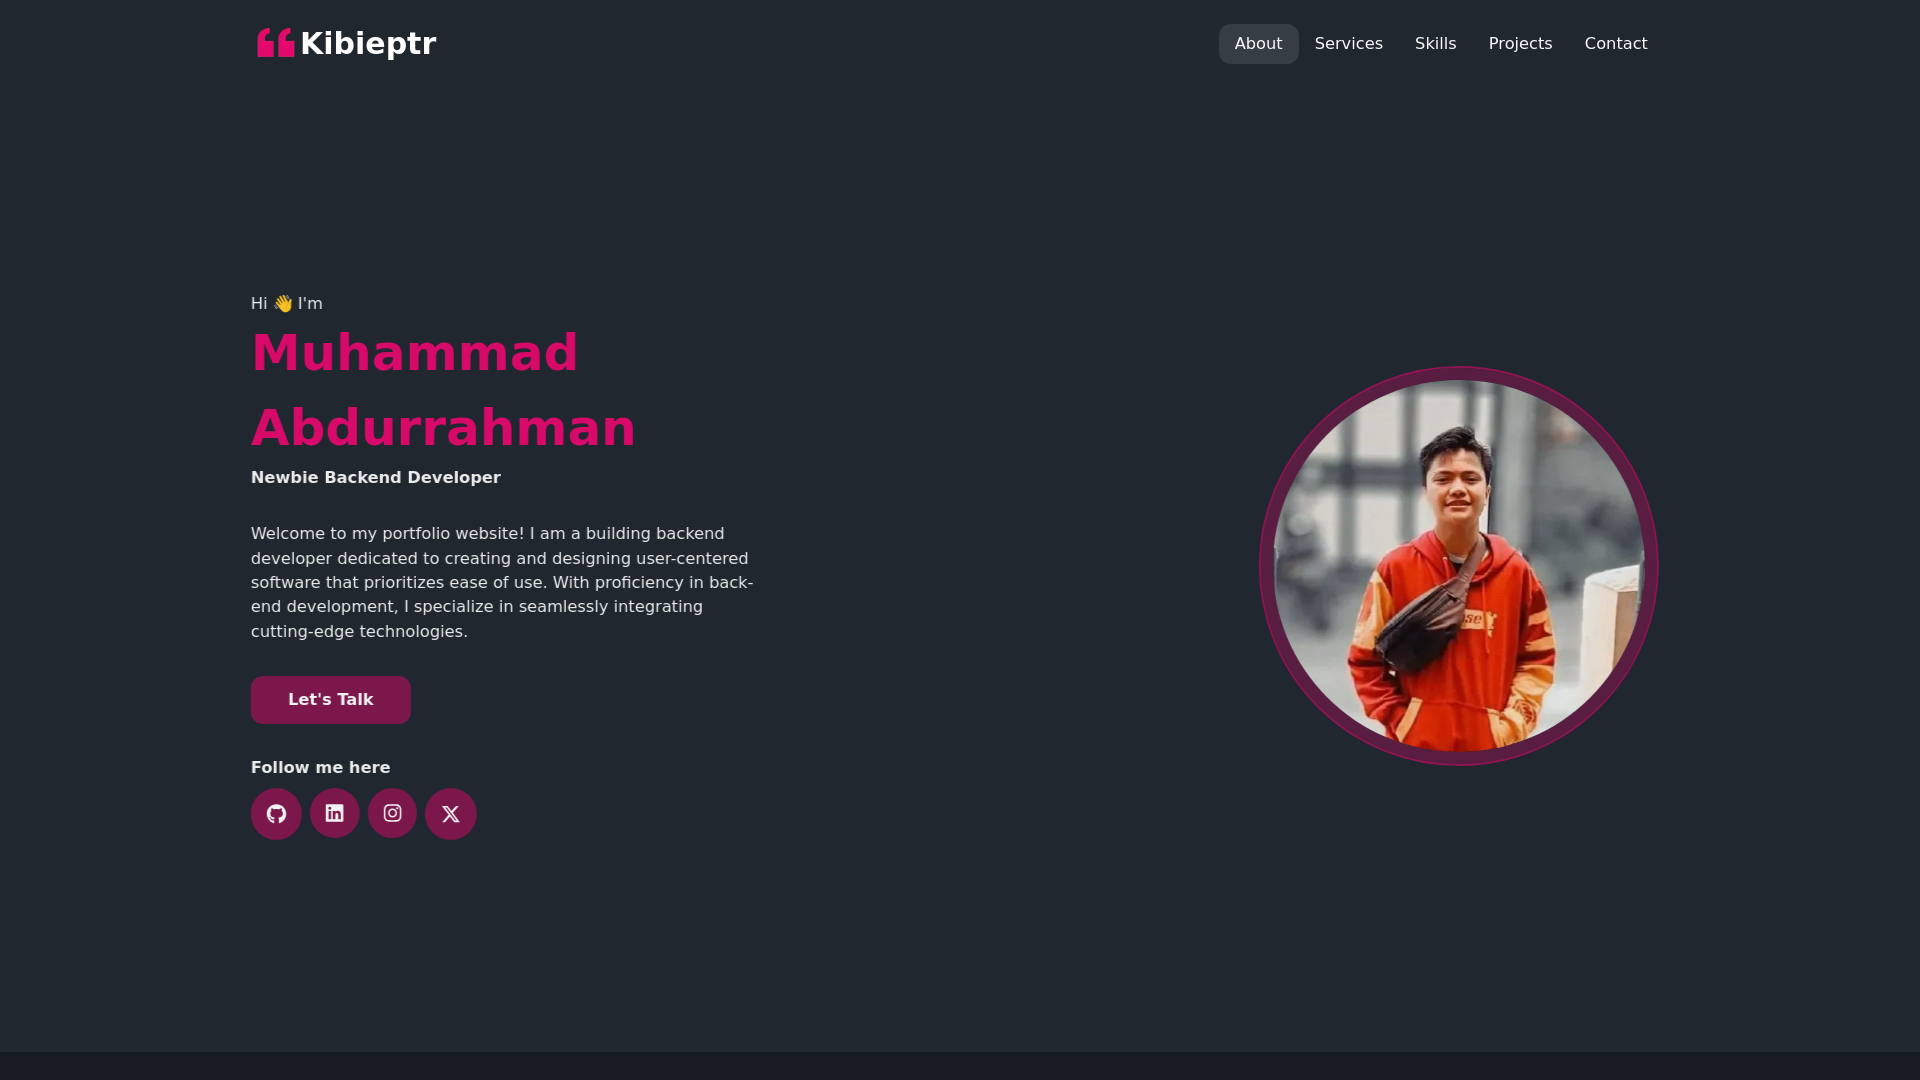 Kibieptr
About
Services
Skills
Projects
Contact
Hi 👋 I'm
Muhammad
Abdurrahman
Newbie Backend Developer
Welcome to my portfolio website! I am a building backend
developer dedicated to creating and designing user-centered
software that prioritizes ease of use. With proficiency in back-
end development, I specialize in seamlessly integrating
cutting-edge technologies.
Let's Talk
Follow me here